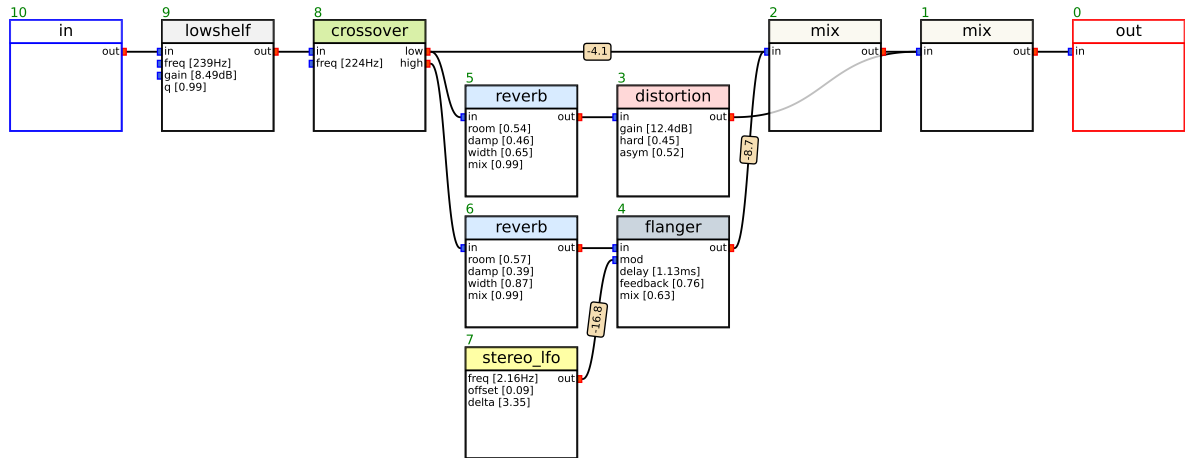 10
in
out
9
lowshelf
in out
freq [239Hz]
gain [8.49dB]
q [0.99]
8
crossover
in low
freq [224Hz] high
-4.1
5
reverb
in out
room [0.54]
damp [0.46]
width [0.65]
mix [0.99]
3
distortion
in out
gain [12.4dB]
hard [0.45]
asym [0.52]
6
reverb
in out
room [0.57]
damp [0.39]
width [0.87]
mix [0.99]
4
flanger
in out
mod
delay [1.13ms]
feedback [0.76]
mix [0.63]
-16.8
7
stereo_lfo
freq [2.16Hz] out
offset [0.09]
delta [3.35]
-8.7
2
mix
in out
1
mix
in out
0
out
in